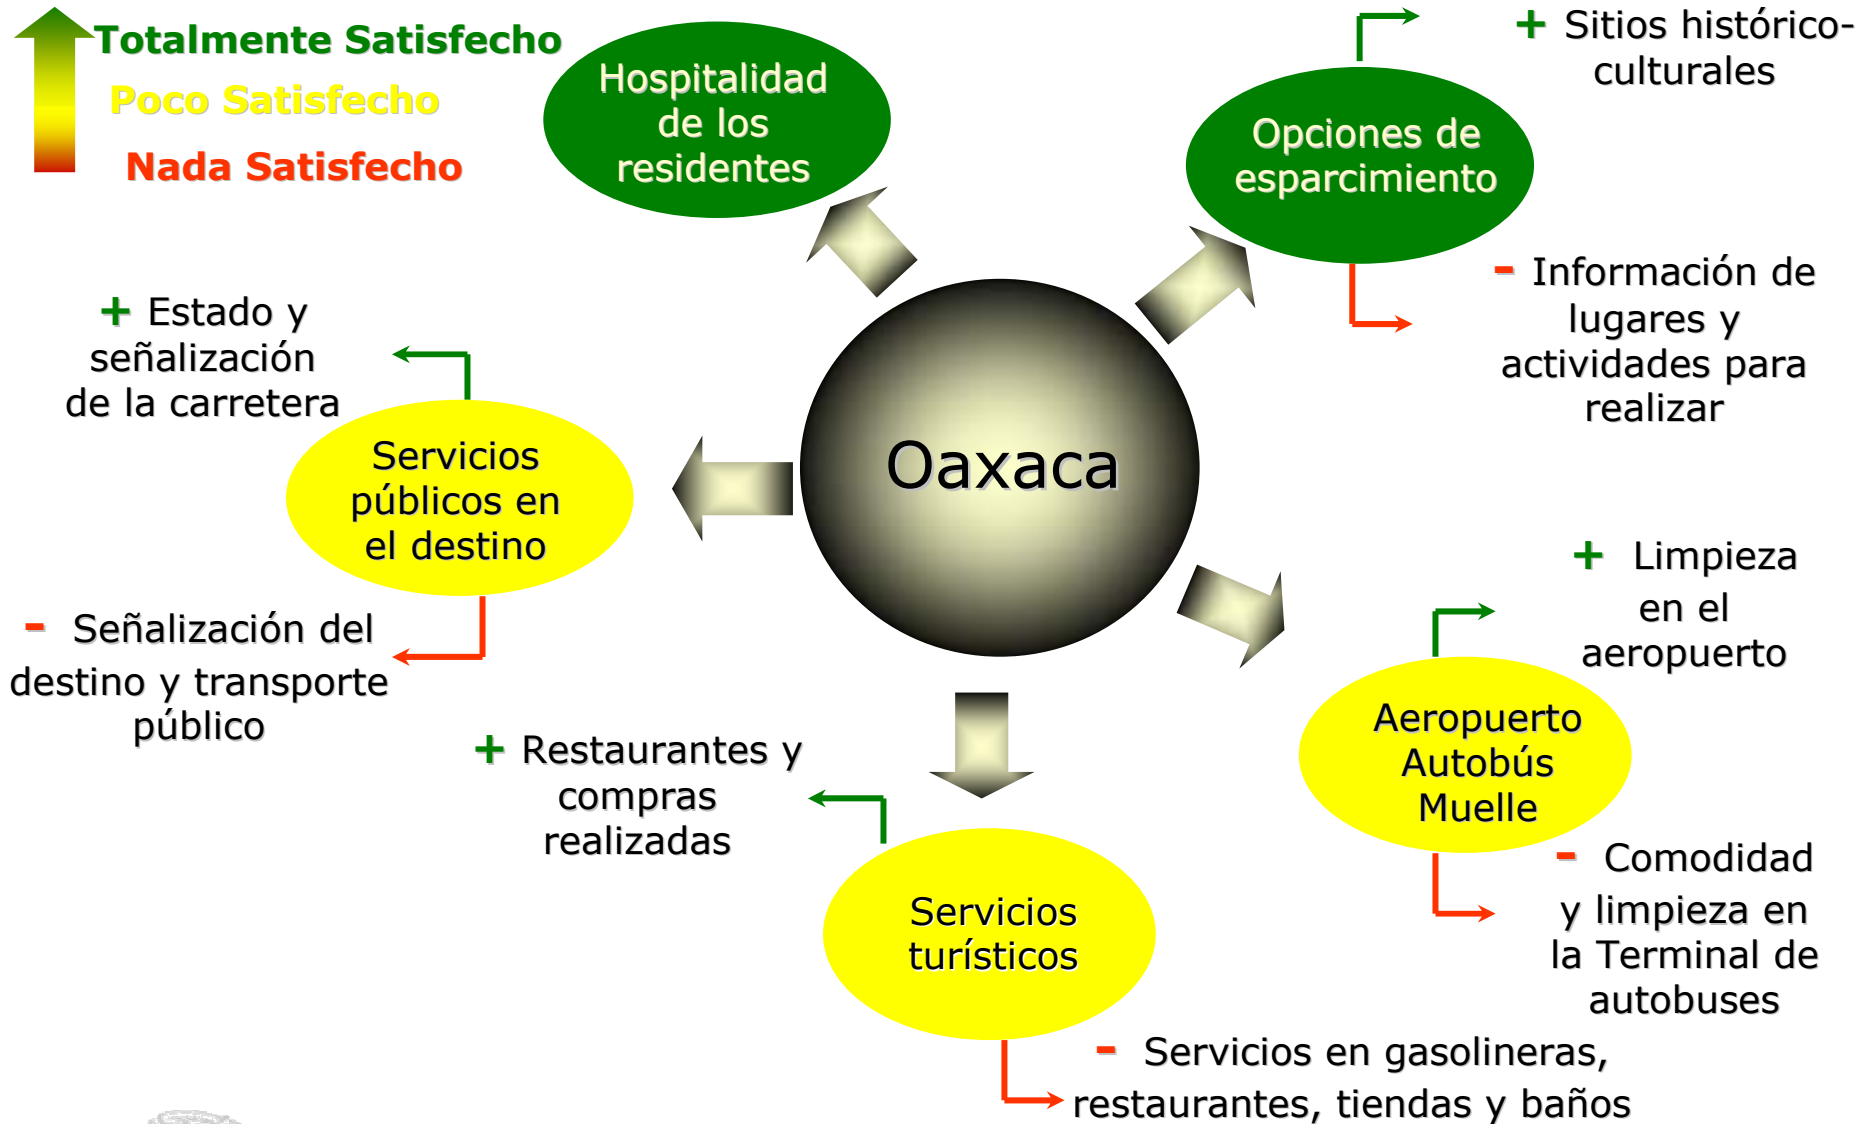 Totalmente Satisfecho
Poco Satisfecho
Nada Satisfecho
Hospitalidad
de los
residentes
+ Sitios histórico-
culturales
Opciones de
esparcimiento
- Información de
lugares y
actividades para
realizar
+ Estado y
señalización
de la carretera
Servicios
públicos en
el destino
- Señalización del
destino y transporte
público
Oaxaca
+ Limpieza
en el
aeropuerto
Aeropuerto
Autobús
Muelle
- Comodidad
y limpieza en
la Terminal de
autobuses
+ Restaurantes y
compras
realizadas
Servicios
turísticos
- Servicios en gasolineras,
restaurantes, tiendas y baños